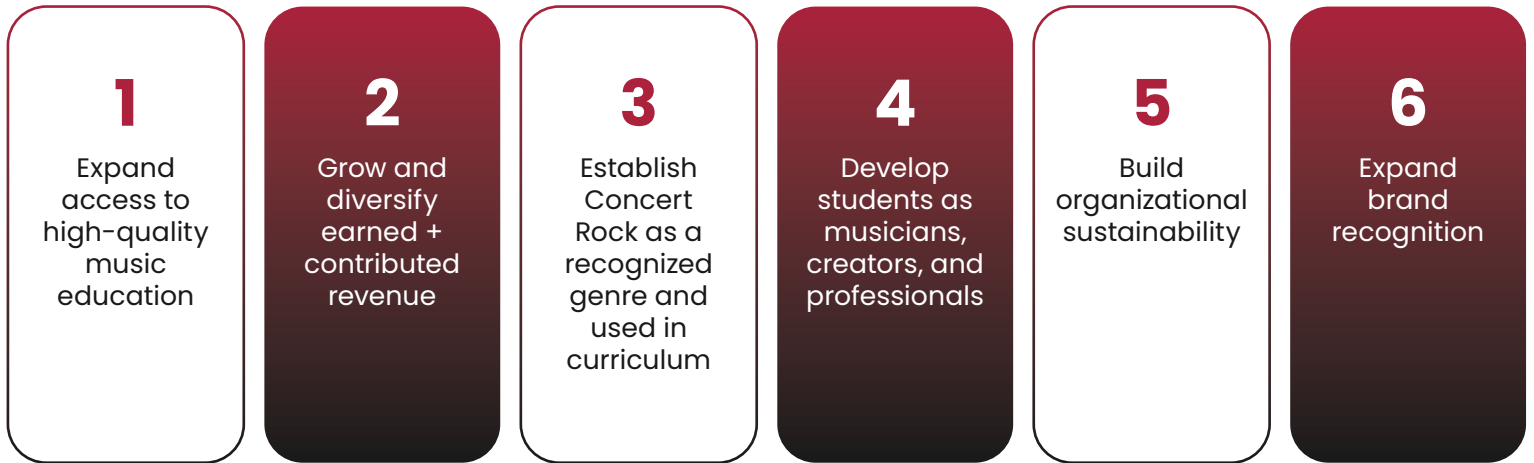 1
Expand
access to
high-quality
music
education
2
Grow and
diversify
earned +
contributed
revenue
3
Establish
Concert
Rock as a
recognized
genre and
used in
curriculum
4
Develop
students as
musicians,
creators, and
professionals
5
Build
organizational
sustainability
6
Expand
brand
recognition